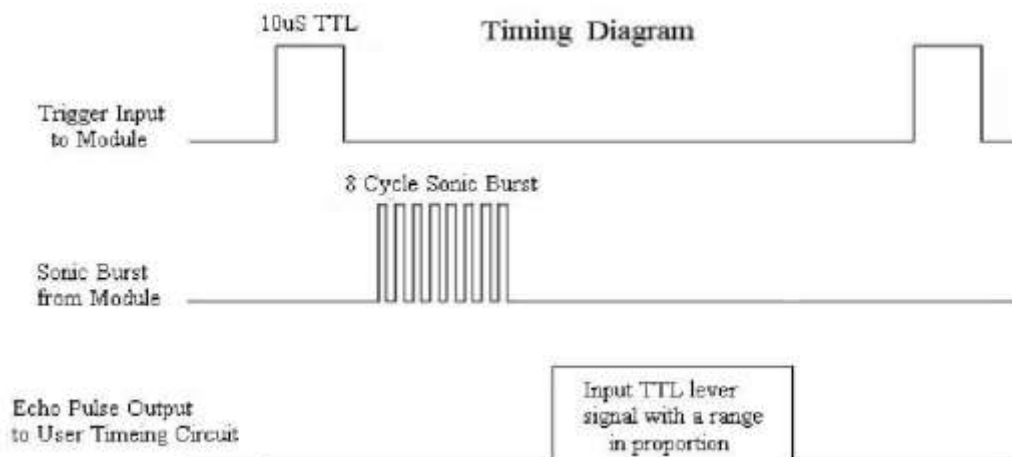 10uS TTL
Timing Diagram
Trigger Input
to Module
8 Cycle Sonic Burst
Sonic Burst
from Module
Echo Pulse Output
to User Timeing Circuit
Input TTL lever
signal with a range
in proportion